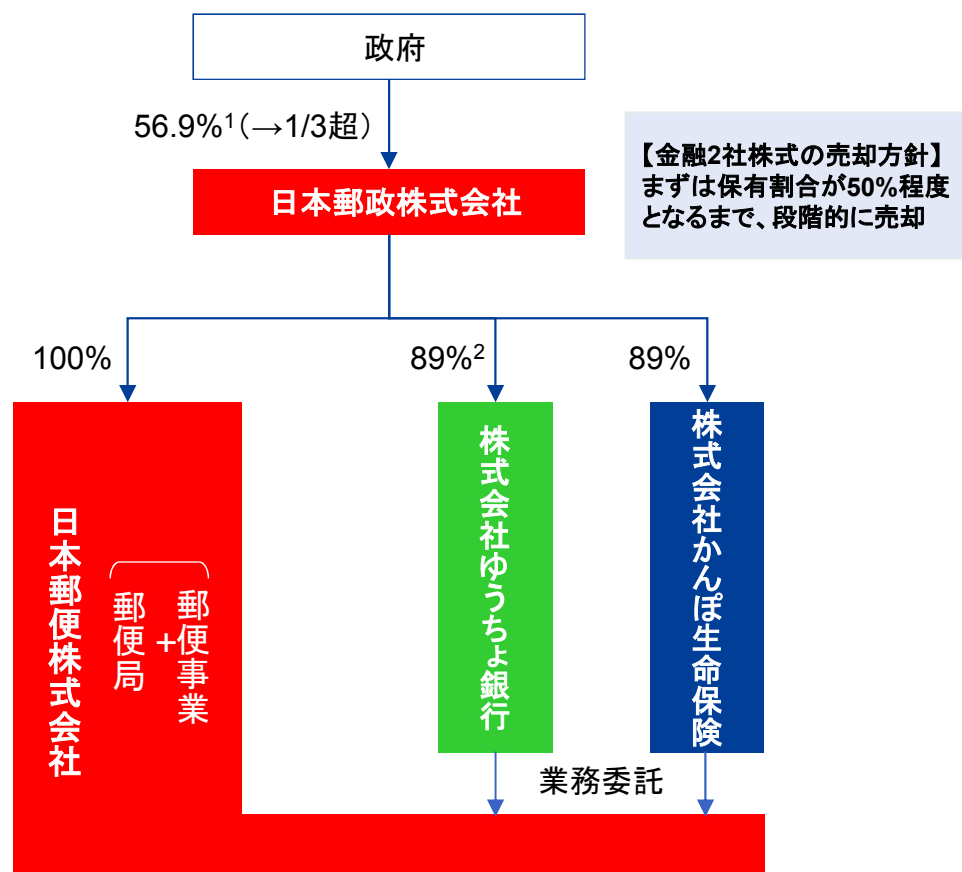 政府
56.9%¹（→1/3超）
【金融2社株式の売却方針】
まずは保有割合が50%程度
となるまで、段階的に売却
日本郵政株式会社
100%
89%²
89%
日本郵便株式会社
郵便局
+
郵便事業
株式会社ゆうちょ銀行
株式会社かんぽ生命保険
業務委託